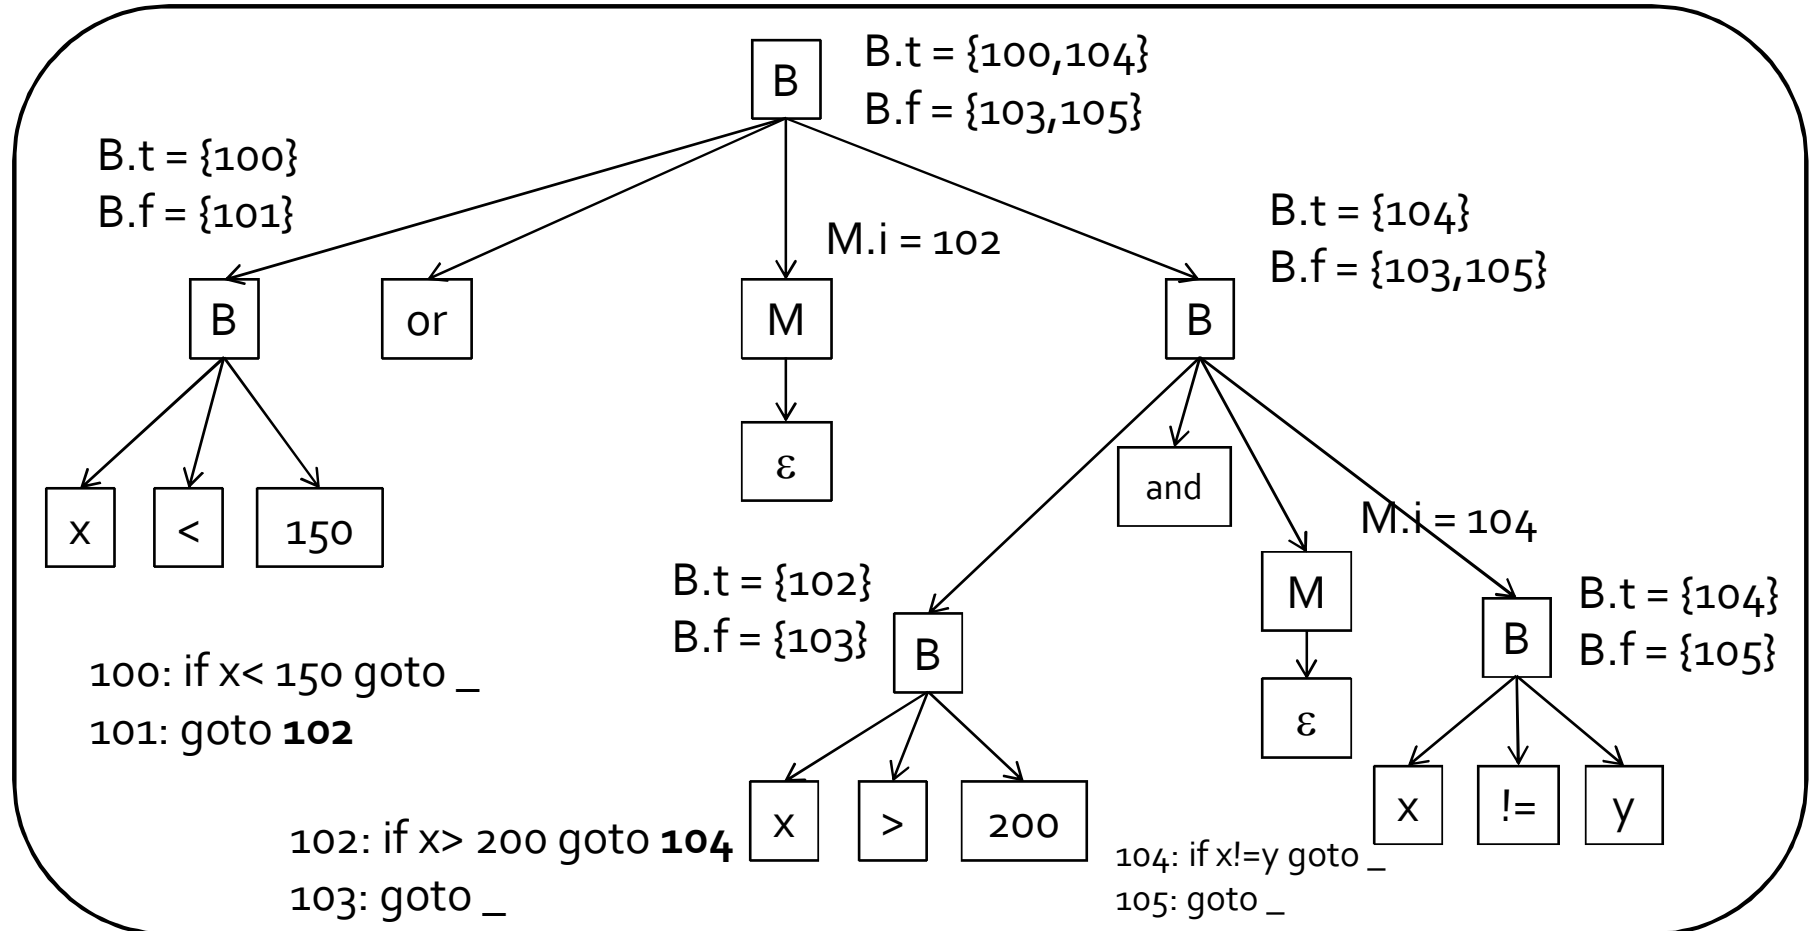 B
B.t = {100,104}
B.f = {103,105}
B.t = {100}
B.f = {101}
B.t = {104}
B.f = {103,105}
M.i = 102
B
or
M
B
ε
and
x
<
150
M.i = 104
B.t = {102}
B.f = {103}
M
B.t = {104}
B.f = {105}
B
B
100: if x< 150 goto _
101: goto 102
ε
x
>
200
x
!=
y
102: if x> 200 goto 104
103: goto _
104: if x!=y goto _
105: goto _